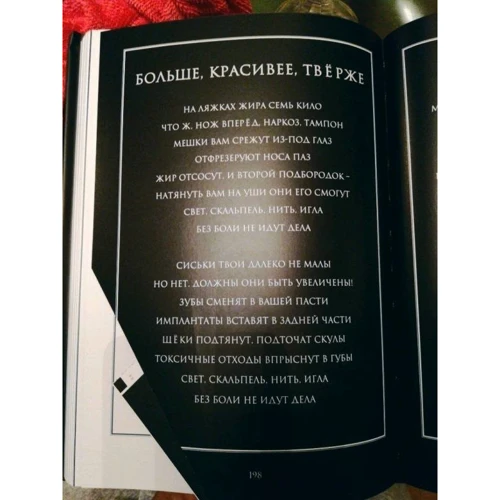 БОЛЬШЕ, КРАСИВЕЕ, ТВЁРЖЕ
НА ЛЯЖКАХ ЖИРА СЕМЬ КИЛО
ЧТО Ж, НОЖ ВПЕРЁД, НАРКОЗ, ТАМПОН
МЕШКИ ВАМ СРЕЖУТ ИЗ-ПОД ГЛАЗ
ОТФРЕЗЕРУЮТ НОСА ПАЗ
ЖИР ОТСОСУТ, И ВТОРОЙ ПОДБОРОДОК –
НАТЯНУТЬ ВАМ НА УШИ ОНИ ЕГО СМОГУТ
СВЕТ, СКАЛЬПЕЛЬ, НИТЬ, ИГЛА
БЕЗ БОЛИ НЕ ИДУТ ДЕЛА
СИСЬКИ ТВОИ ДАЛЕКО НЕ МАЛЫ
НО НЕТ, ДОЛЖНЫ ОНИ БЫТЬ УВЕЛИЧЕНЫ!
ЗУБЫ СМЕНЯТ В ВАШЕЙ ПАСТИ
ИМПЛАНТАТЫ ВСТАВЯТ В ЗАДНЕЙ ЧАСТИ
ЩЁКИ ПОДТЯНУТ, ПОДТОЧАТ СКУЛЫ
ТОКСИЧНЫЕ ОТХОДЫ ВПРЫСНУТ В ГУБЫ
СВЕТ, СКАЛЬПЕЛЬ, НИТЬ, ИГЛА
БЕЗ БОЛИ НЕ ИДУТ ДЕЛА
198